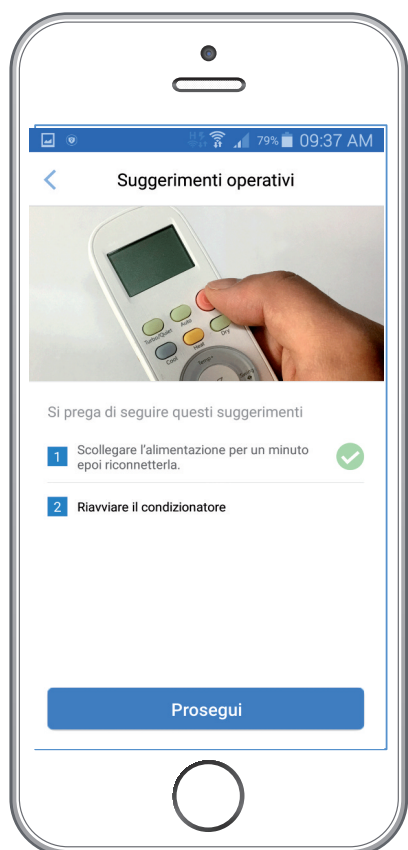 79% 09:37 AM
Suggerimenti operativi
Turbo/Quiet Auto Dry
Cool Heat
Temp+
Si prega di seguire questi suggerimenti
1 Scollegare l'alimentazione per un minuto
epoi riconnetterla.
2 Riavviare il condizionatore
Prosegui